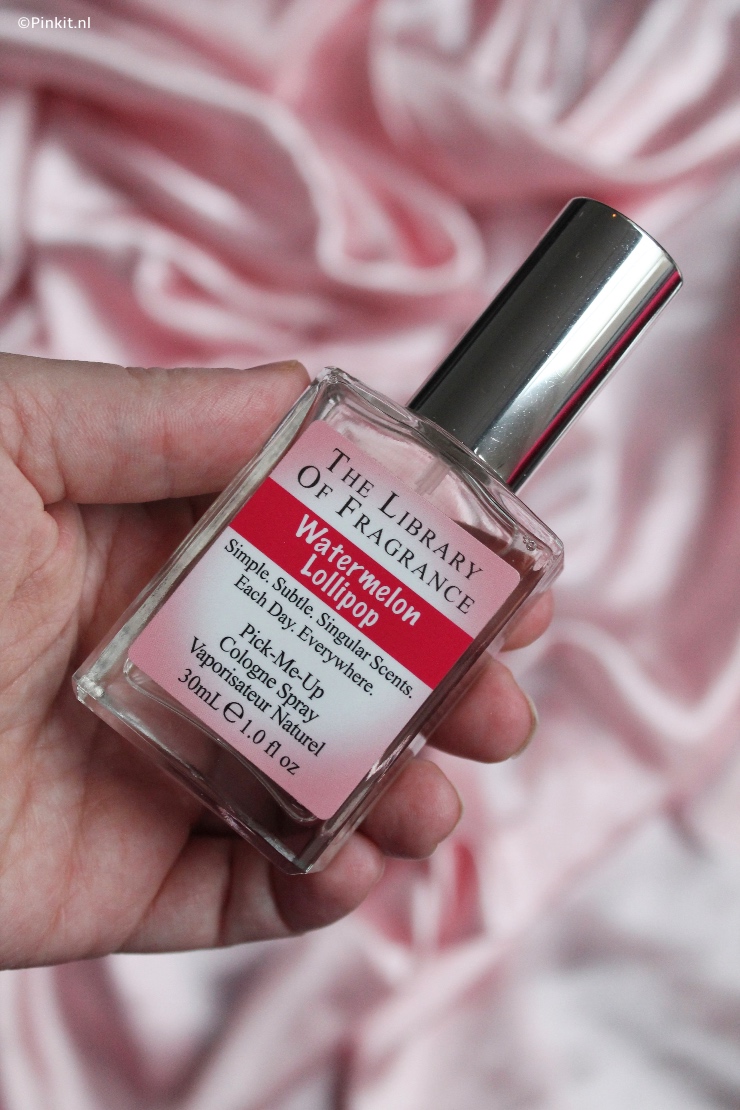 ©Pinkit.nl
The Library
Of Fragrance
Watermelon
Lollipop
Simple. Subtle. Singular Scents.
Each Day. Everywhere.
Pick-Me-Up
Cologne Spray
Vaporisateur Naturel
30mL ℮ 1.0 fl oz